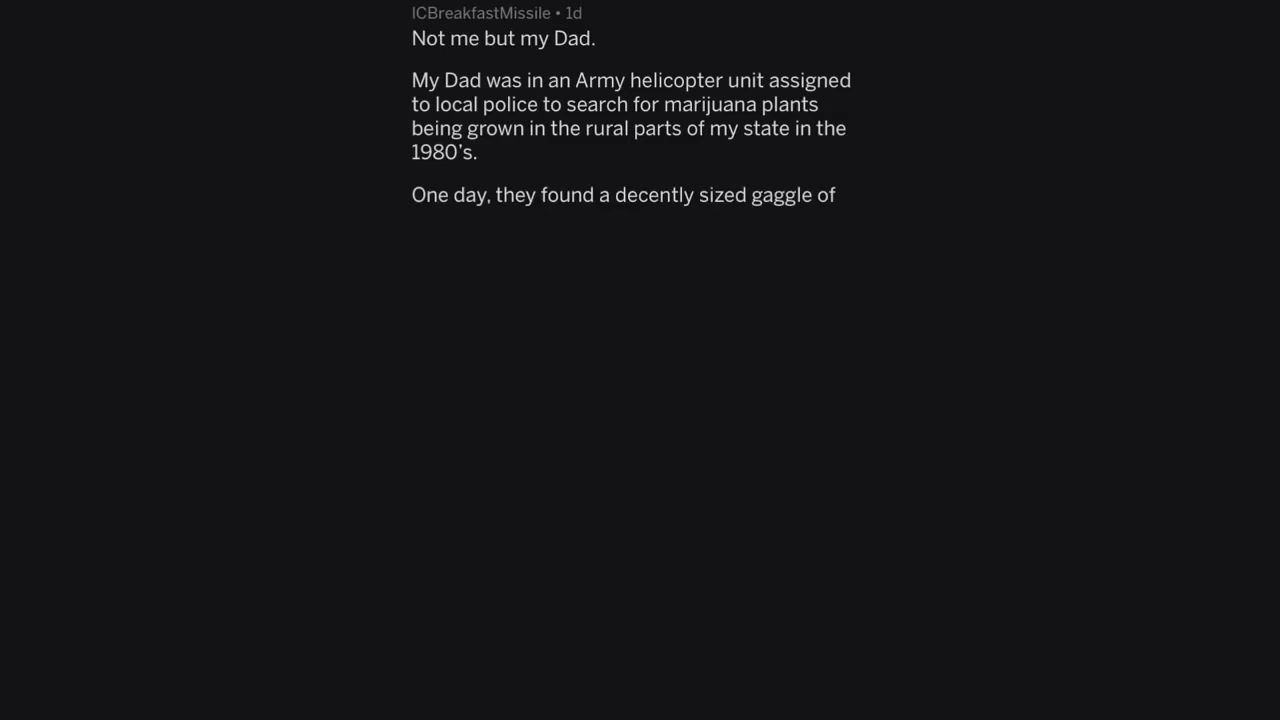 ICBreakfastMissile • 1d
Not me but my Dad.
My Dad was in an Army helicopter unit assigned
to local police to search for marijuana plants
being grown in the rural parts of my state in the
1980's.
One day, they found a decently sized gaggle of